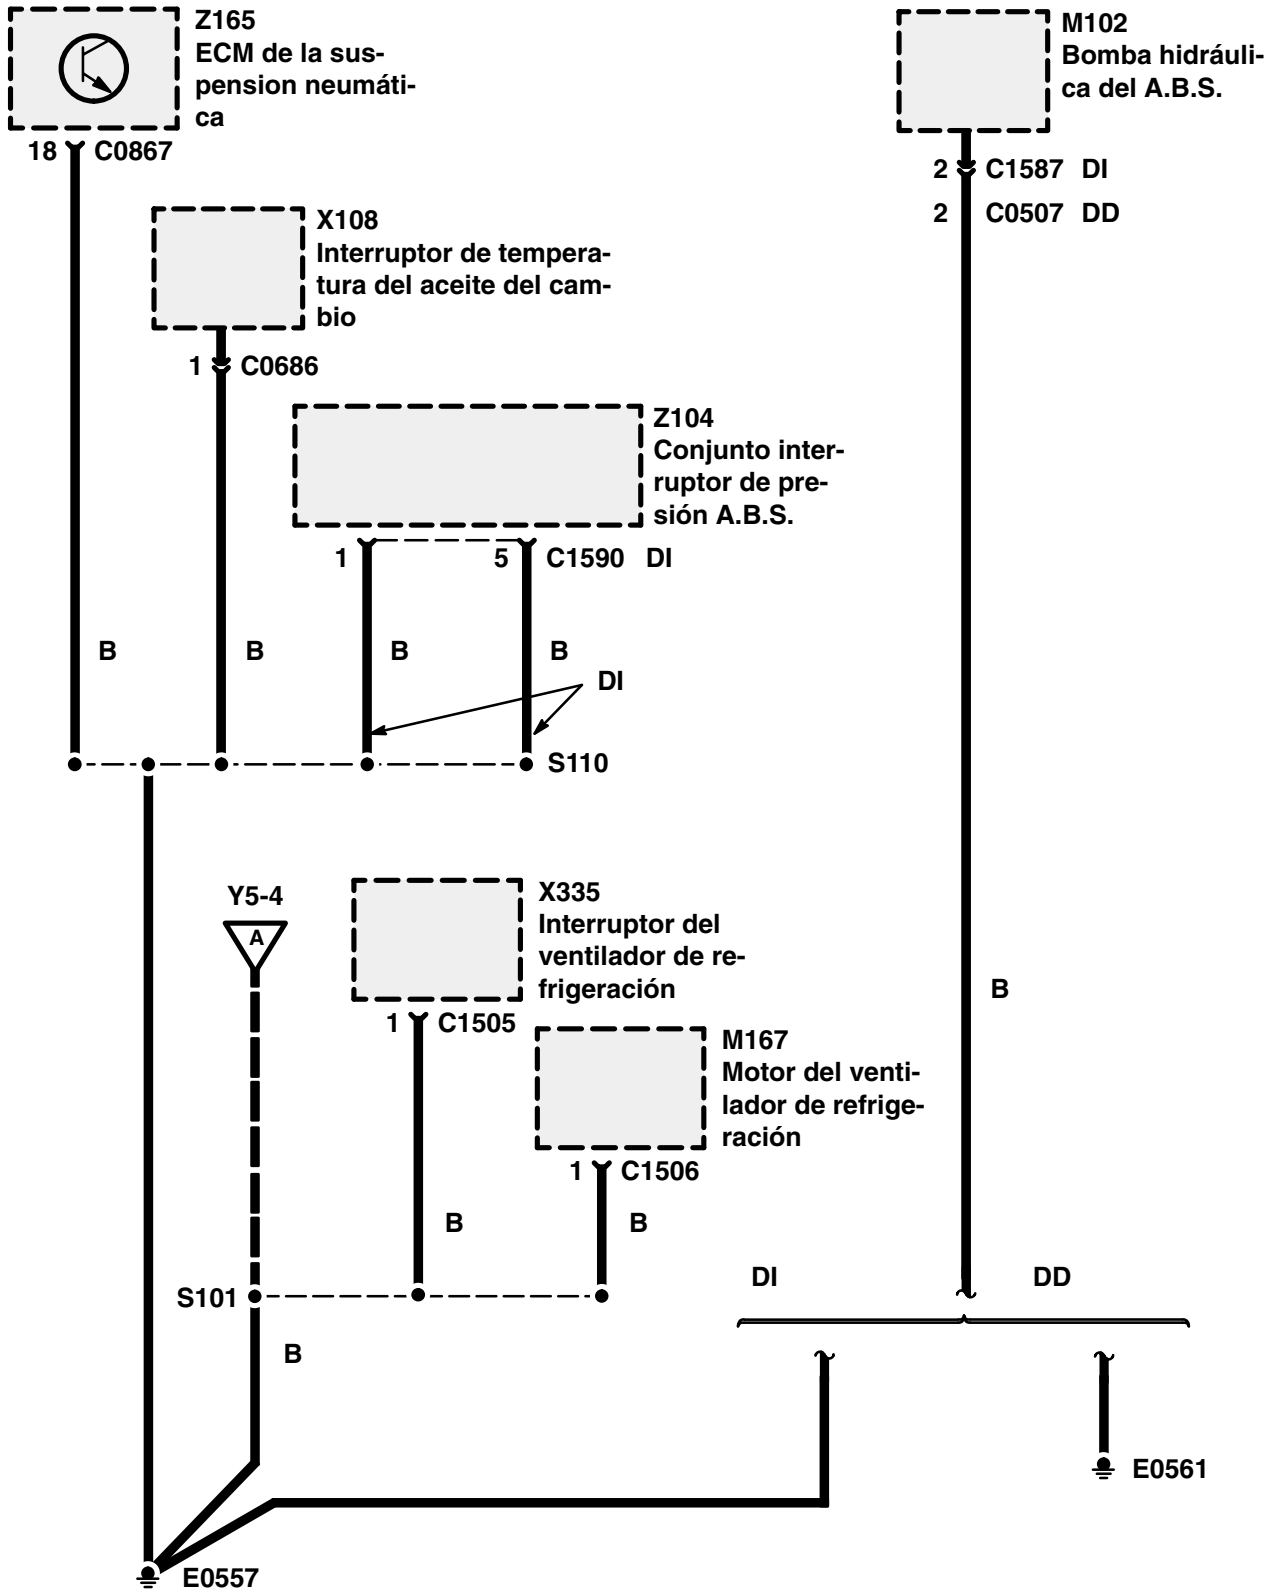 Z165
ECM de la sus-
pension neumáti-
ca
18 C0867
M102
Bomba hidráuli-
ca del A.B.S.
2 C1587 DI
2 C0507 DD
X108
Interruptor de tempera-
tura del aceite del cam-
bio
1 C0686
Z104
Conjunto inter-
ruptor de pre-
sión A.B.S.
1 5 C1590 DI
B B B B
DI
S110
Y5-4
A
X335
Interruptor del
ventilador de re-
frigeración
1 C1505
B
M167
Motor del venti-
lador de refrige-
ración
1 C1506
B B
DI DD
S101
B
E0561
E0557